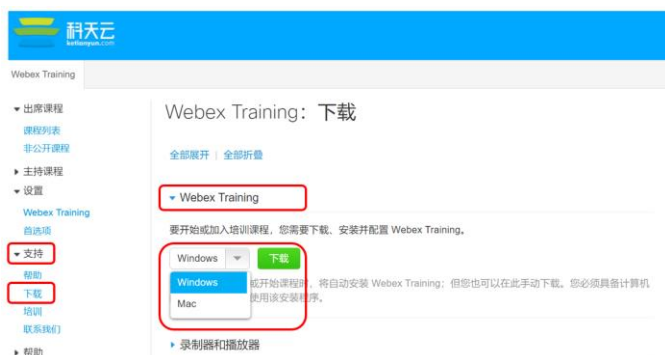 科天云
ketianyun.com
Webex Training
出席课程
课程列表
非公开课程
主持课程
设置
Webex Training
首选项
支持
帮助
下载
培训
联系我们
帮助
Webex Training：下载
全部展开 | 全部折叠
Webex Training
要开始或加入培训课程，您需要下载、安装并配置 Webex Training。
Windows 下载
Windows
Mac
或开始课程时，将自动安装 Webex Training；但您也可以在此手动下载。您必须具备计算机
使用该安装程序。
录制器和播放器